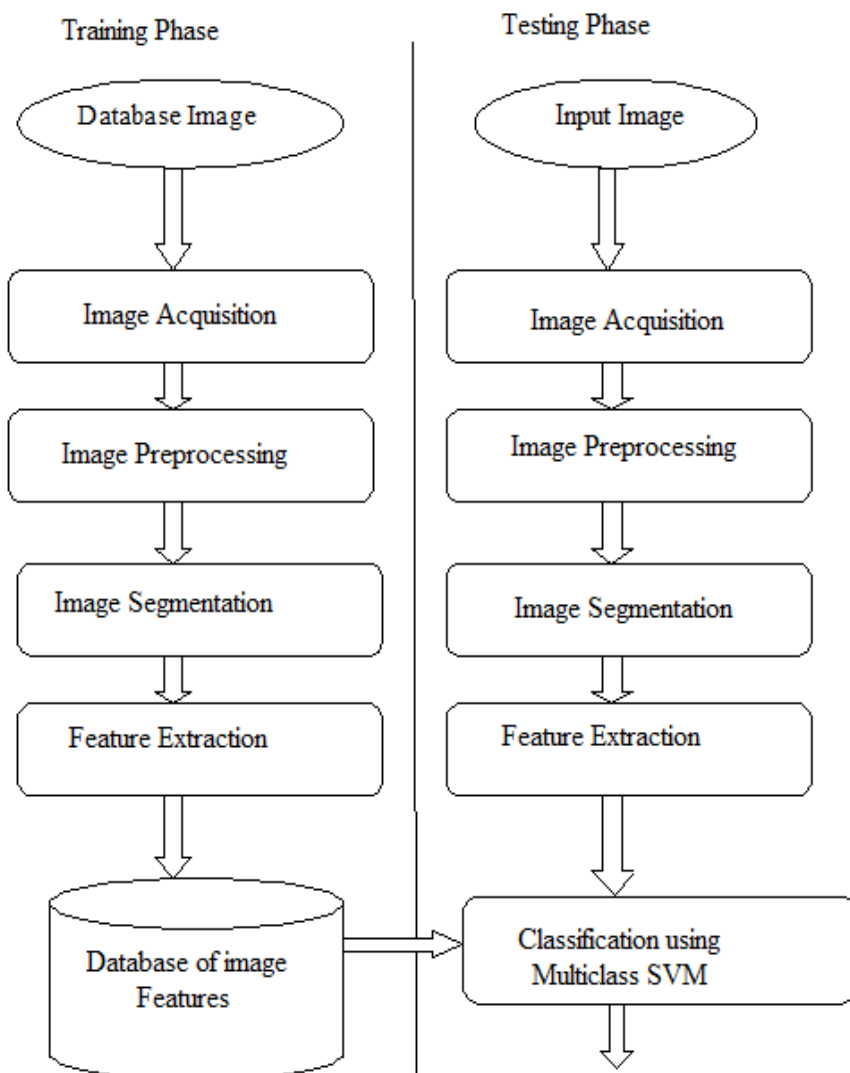 Training Phase
Database Image
Image Acquisition
Image Preprocessing
Image Segmentation
Feature Extraction
Database of image
Features
Testing Phase
Input Image
Image Acquisition
Image Preprocessing
Image Segmentation
Feature Extraction
Classification using
Multiclass SVM